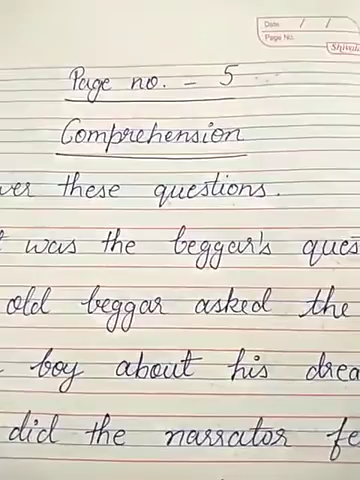 Date / /
Page No.
Shivalik
Page no. - 5
Comprehension
these questions.
was the beggar's
old beggar asked the
boy about his
did the narrator